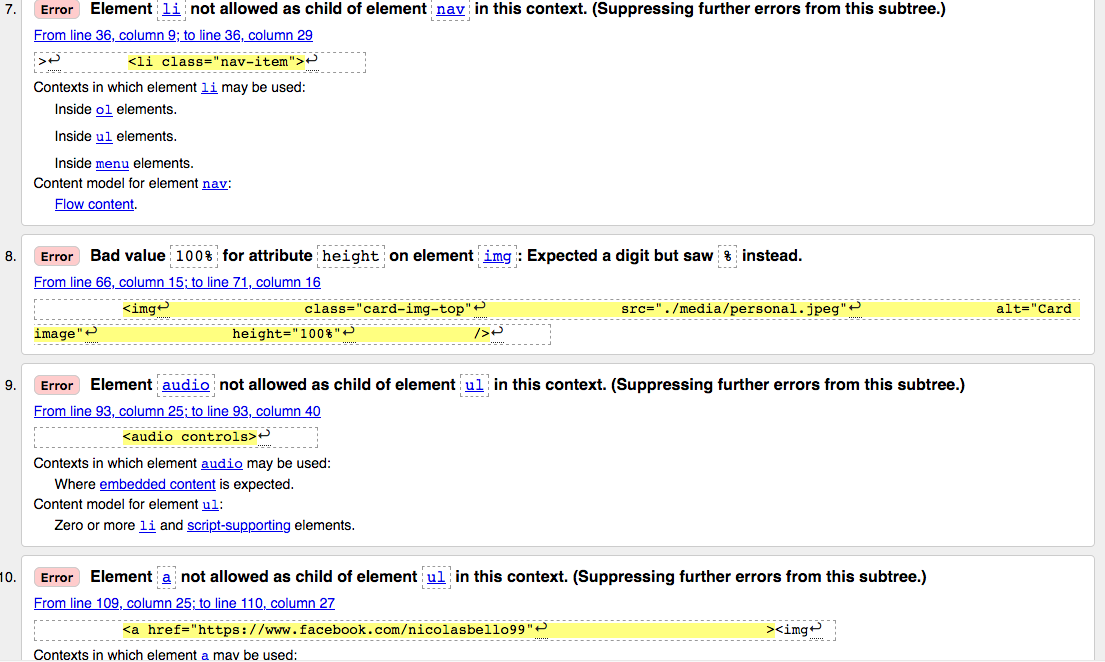 7. Error Element li not allowed as child of element nav in this context. (Suppressing further errors from this subtree.)
From line 36, column 9; to line 36, column 29
>↩ <li class="nav-item">↩
Contexts in which element li may be used:
Inside ol elements.
Inside ul elements.
Inside menu elements.
Content model for element nav:
Flow content.
8. Error Bad value 100% for attribute height on element img: Expected a digit but saw % instead.
From line 66, column 15; to line 71, column 16
<img↩ class="card-img-top"↩ src="./media/personal.jpeg"↩ alt="Card
image"↩ height="100%"↩ />↩
9. Error Element audio not allowed as child of element ul in this context. (Suppressing further errors from this subtree.)
From line 93, column 25; to line 93, column 40
<audio controls>↩
Contexts in which element audio may be used:
Where embedded content is expected.
Content model for element ul:
Zero or more li and script-supporting elements.
10. Error Element a not allowed as child of element ul in this context. (Suppressing further errors from this subtree.)
From line 109, column 25; to line 110, column 27
<a href="https://www.facebook.com/nicolasbello99"↩ ><img↩
Contexts in which element a may be used: